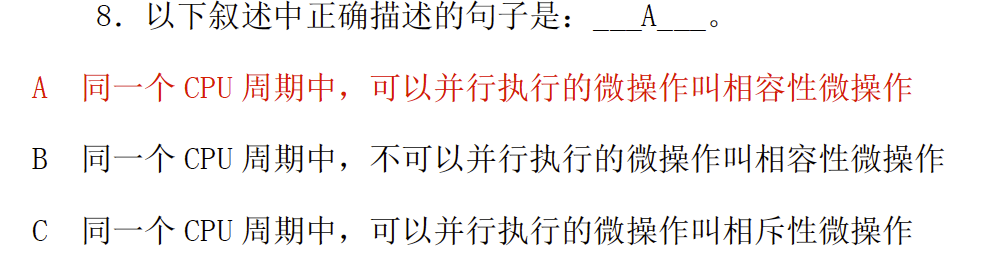 8．以下叙述中正确描述的句子是：___A___。
A 同一个 CPU 周期中，可以并行执行的微操作叫相容性微操作
B 同一个 CPU 周期中，不可以并行执行的微操作叫相容性微操作
C 同一个 CPU 周期中，可以并行执行的微操作叫相斥性微操作